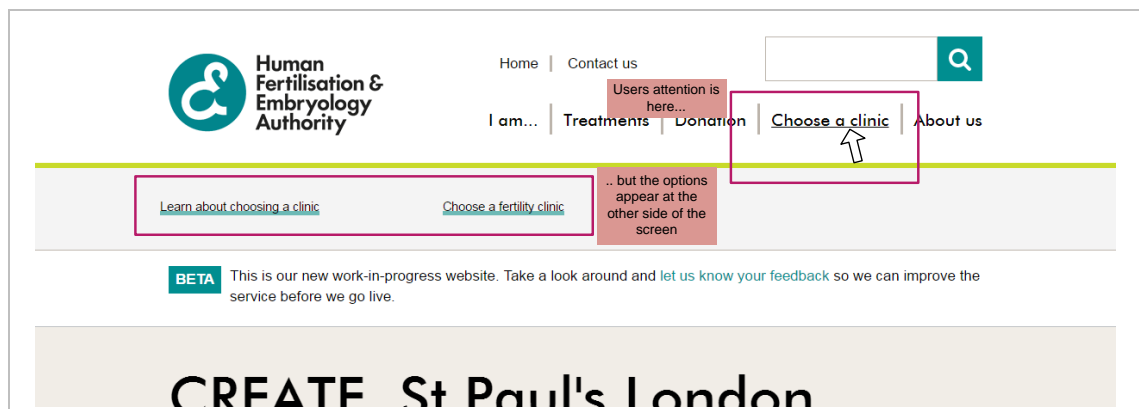 Human
Fertilisation &
Embryology
Authority
Home
Contact us
Users attention is
here...
I am...
Treatments
Donation
Choose a clinic
About us
.. but the options
appear at the
other side of the
screen
Learn about choosing a clinic
Choose a fertility clinic
BETA
This is our new work-in-progress website. Take a look around and let us know your feedback so we can improve the
service before we go live.
CREATE, St Paul's London